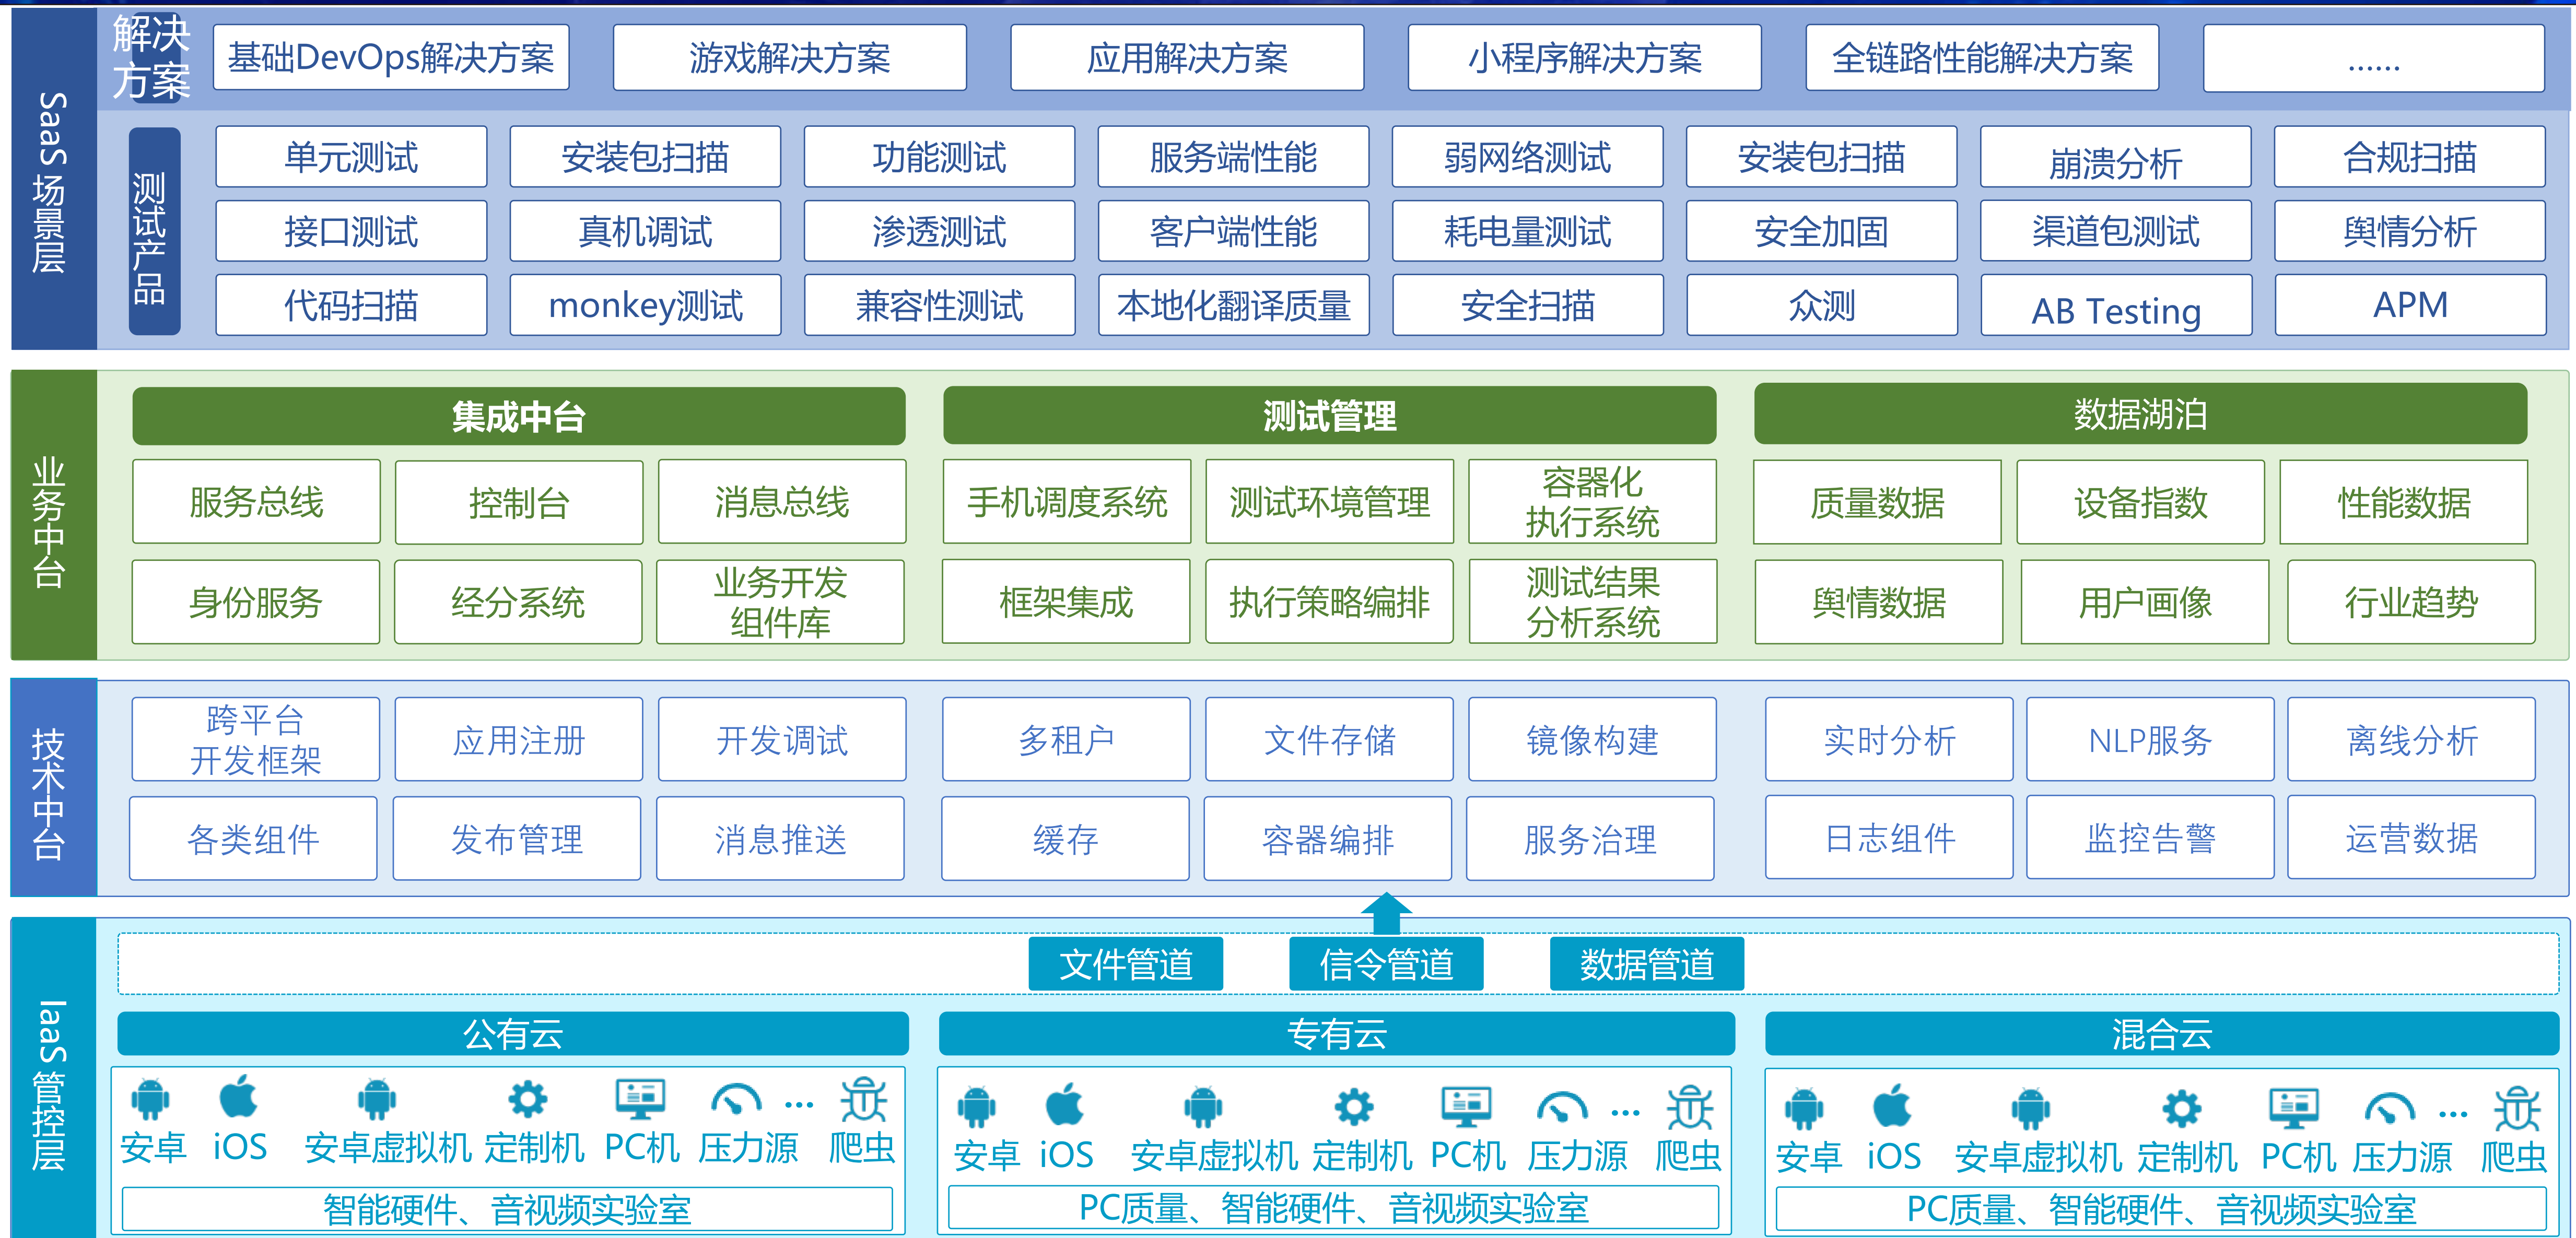 SaaS场景层
解决
方案
基础DevOps解决方案
游戏解决方案
应用解决方案
小程序解决方案
全链路性能解决方案
......
测试产品
单元测试
安装包扫描
功能测试
服务端性能
弱网络测试
安装包扫描
崩溃分析
合规扫描
接口测试
真机调试
渗透测试
客户端性能
耗电量测试
安全加固
渠道包测试
舆情分析
代码扫描
monkey测试
兼容性测试
本地化翻译质量
安全扫描
众测
AB Testing
APM
业务中台
集成中台
服务总线
控制台
消息总线
身份服务
经分系统
业务开发
组件库
测试管理
手机调度系统
测试环境管理
容器化
执行系统
框架集成
执行策略编排
测试结果
分析系统
数据湖泊
质量数据
设备指数
性能数据
舆情数据
用户画像
行业趋势
技术中台
跨平台
开发框架
应用注册
开发调试
多租户
文件存储
镜像构建
实时分析
NLP服务
离线分析
各类组件
发布管理
消息推送
缓存
容器编排
服务治理
日志组件
监控告警
运营数据
IaaS管控层
文件管道
信令管道
数据管道
公有云
安卓
iOS
安卓虚拟机
定制机
PC机
压力源
...
爬虫
智能硬件、音视频实验室
专有云
安卓
iOS
安卓虚拟机
定制机
PC机
压力源
...
爬虫
PC质量、智能硬件、音视频实验室
混合云
安卓
iOS
安卓虚拟机
定制机
PC机
压力源
...
爬虫
PC质量、智能硬件、音视频实验室